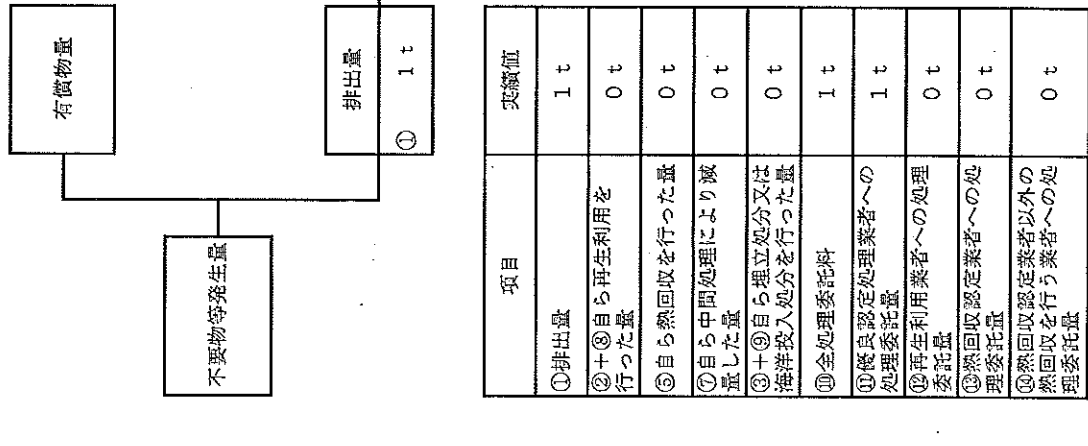 有償物量
不要物等発生量
排出量
① 1 t
項目 実績値
①排出量 1 t
②+⑧自ら再生利用を
行った量 0 t
⑤自ら熱回収を行った量 0 t
⑦自ら中間処理により減
量した量 0 t
③+⑨自ら埋立処分又は
海洋投入処分を行った量 0 t
⑩全処理委託料 1 t
⑪優良認定処理業者への
処理委託量 1 t
⑫再生利用業者への処理
委託量 0 t
⑬熱回収認定業者への処
理委託量 0 t
⑭熱回収認定業者以外の
熱回収を行う業者への処
理委託量 0 t